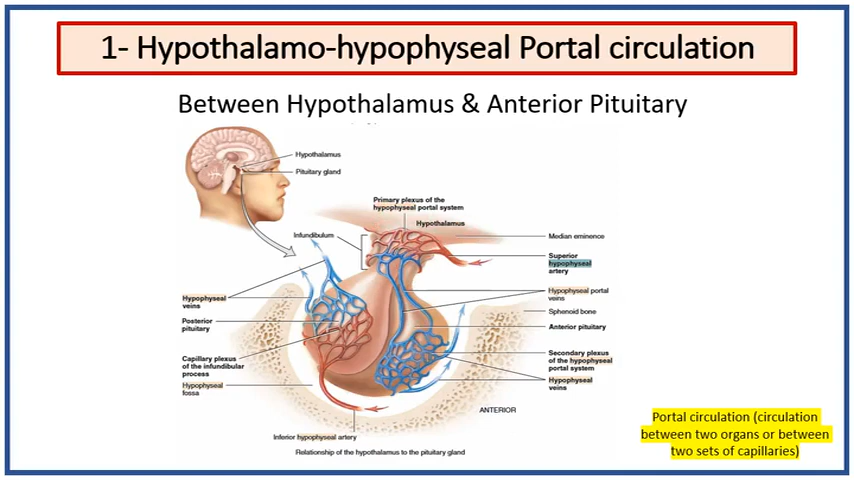 1- Hypothalamo-hypophyseal Portal circulation
Between Hypothalamus & Anterior Pituitary
Hypothalamus
Pituitary gland
Primary plexus of the
hypophyseal portal system
Hypothalamus
Infundibulum
Median eminence
Superior
hypophyseal
artery
Hypophyseal
veins
Hypophyseal portal
veins
Sphenoid bone
Posterior
pituitary
Anterior pituitary
Capillary plexus
of the infundibular
process
Secondary plexus
of the hypophyseal
portal system
Hypophyseal
fossa
Hypophyseal
veins
ANTERIOR
Inferior hypophyseal artery
Relationship of the hypothalamus to the pituitary gland
Portal circulation (circulation
between two organs or between
two sets of capillaries)